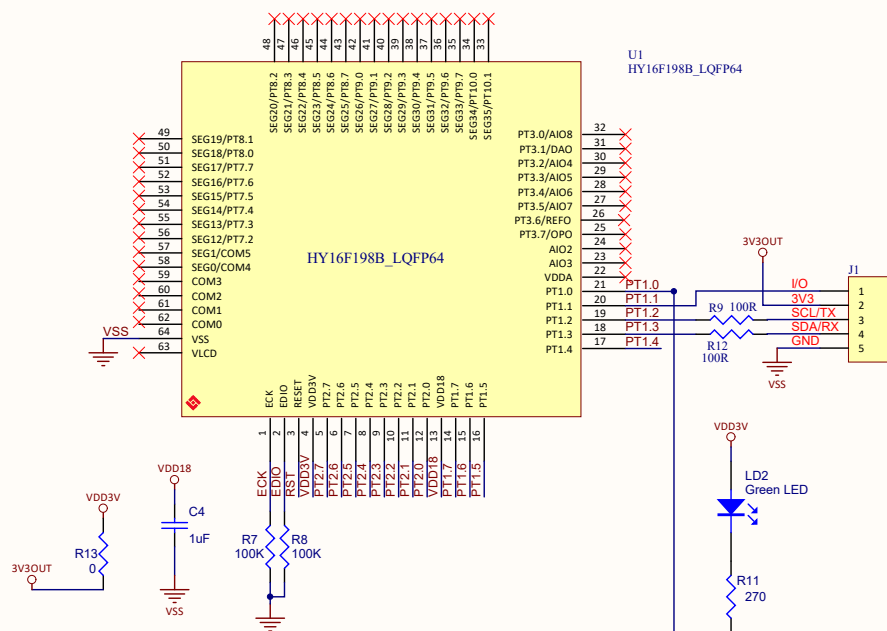 48
47
46
45
44
43
42
41
40
39
38
37
36
35
34
33
SEG20/PT8.2
SEG21/PT8.3
SEG22/PT8.4
SEG23/PT8.5
SEG24/PT8.6
SEG25/PT8.7
SEG26/PT9.0
SEG27/PT9.1
SEG28/PT9.2
SEG29/PT9.3
SEG30/PT9.4
SEG31/PT9.5
SEG32/PT9.6
SEG33/PT9.7
SEG34/PT10.0
SEG35/PT10.1
U1
HY16F198B_LQFP64
49 SEG19/PT8.1
50 SEG18/PT8.0
51 SEG17/PT7.7
52 SEG16/PT7.6
53 SEG15/PT7.5
54 SEG14/PT7.4
55 SEG13/PT7.3
56 SEG12/PT7.2
57 SEG1/COM5
58 SEG0/COM4
59 COM3
60 COM2
61 COM1
62 COM0
VSS 64 VSS
63 VLCD
HY16F198B_LQFP64
PT3.0/AIO8 32
PT3.1/DAO 31
PT3.2/AIO4 30
PT3.3/AIO5 29
PT3.4/AIO6 28
PT3.5/AIO7 27
PT3.6/REFO 26
PT3.7/OPO 25
AIO2 24
AIO3 23
VDDA 22
PT1.0 21 PT1.0
PT1.1 20 PT1.1
PT1.2 19 PT1.2
PT1.3 18 PT1.3
PT1.4 17 PT1.4
3V3OUT
J1
I/O 1
3V3 2
R9 100R
SCL/TX 3
SDA/RX 4
R12
100R
GND 5
VSS
ECK
EDIO
RESET
VDD3V
PT2.7
PT2.6
PT2.5
PT2.4
PT2.3
PT2.2
PT2.1
PT2.0
VDD18
PT1.7
PT1.6
PT1.5
1
2
3
4
5
6
7
8
9
10
11
12
13
14
15
16
ECK
EDIO
RST
VDD3V
PT2.7
PT2.6
PT2.5
PT2.4
PT2.3
PT2.2
PT2.1
PT2.0
VDD18
PT1.7
PT1.6
PT1.5
VDD3V
LD2
Green LED
R11
270
VDD18
C4
1uF
VSS
VDD3V
R13
0
3V3OUT
R7
100K
R8
100K